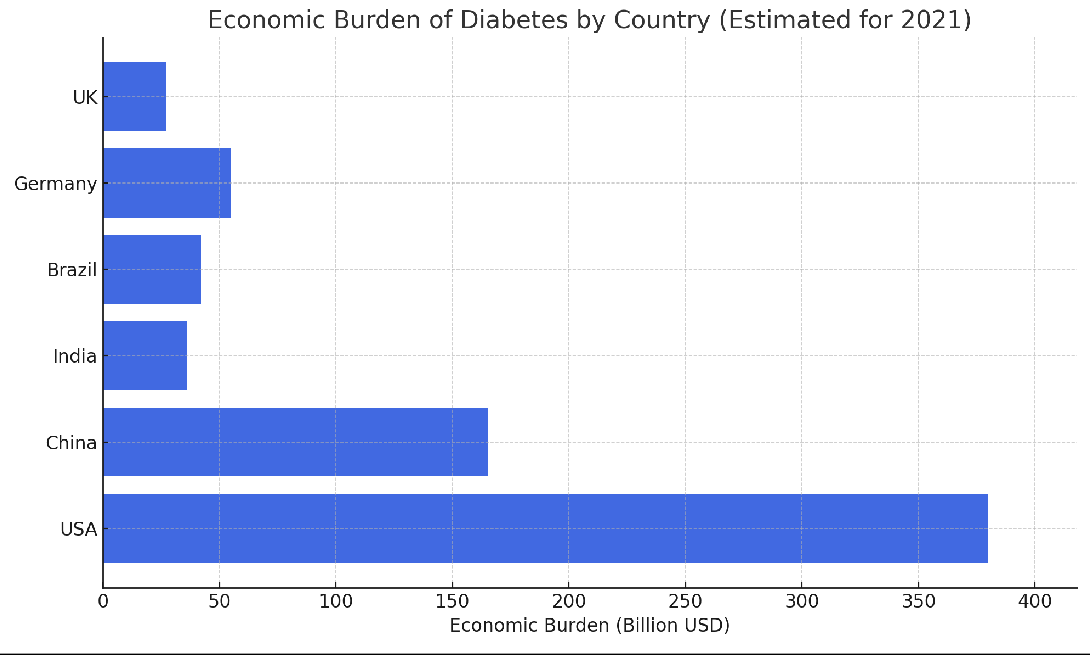 Economic Burden of Diabetes by Country (Estimated for 2021)
UK
Germany
Brazil
India
China
USA
0 50 100 150 200 250 300 350 400
Economic Burden (Billion USD)